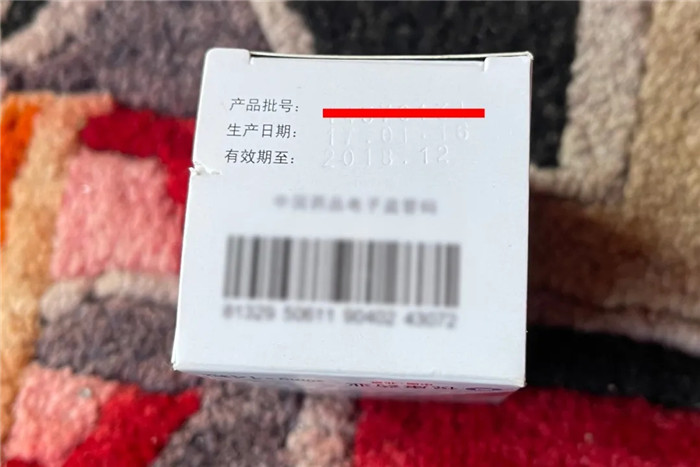 产品批号:
生产日期: 17.01.16
有效期至: 2018.12
中国药品电子监管码
81329 50611 90402 43072